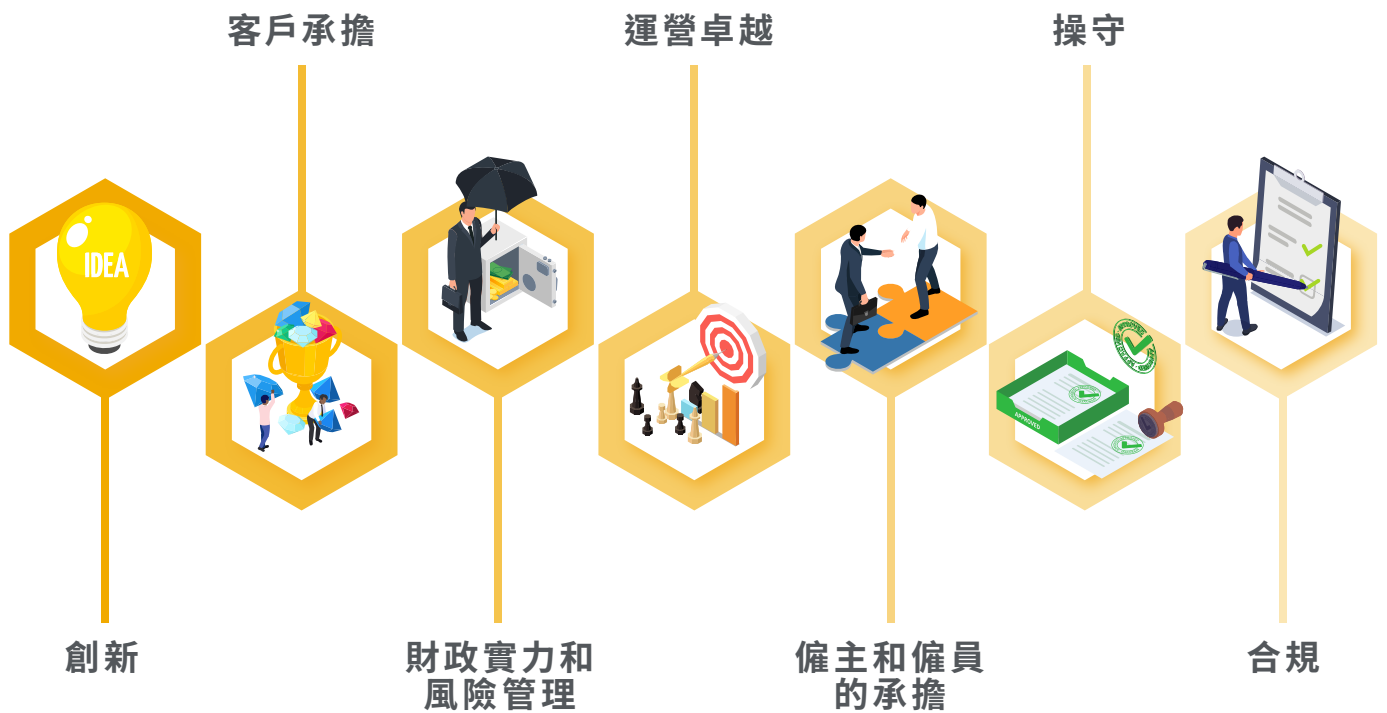 客戶承擔
運營卓越
操守
IDEA
APPROVED
創新
財政實力和
風險管理
僱主和僱員
的承擔
合規